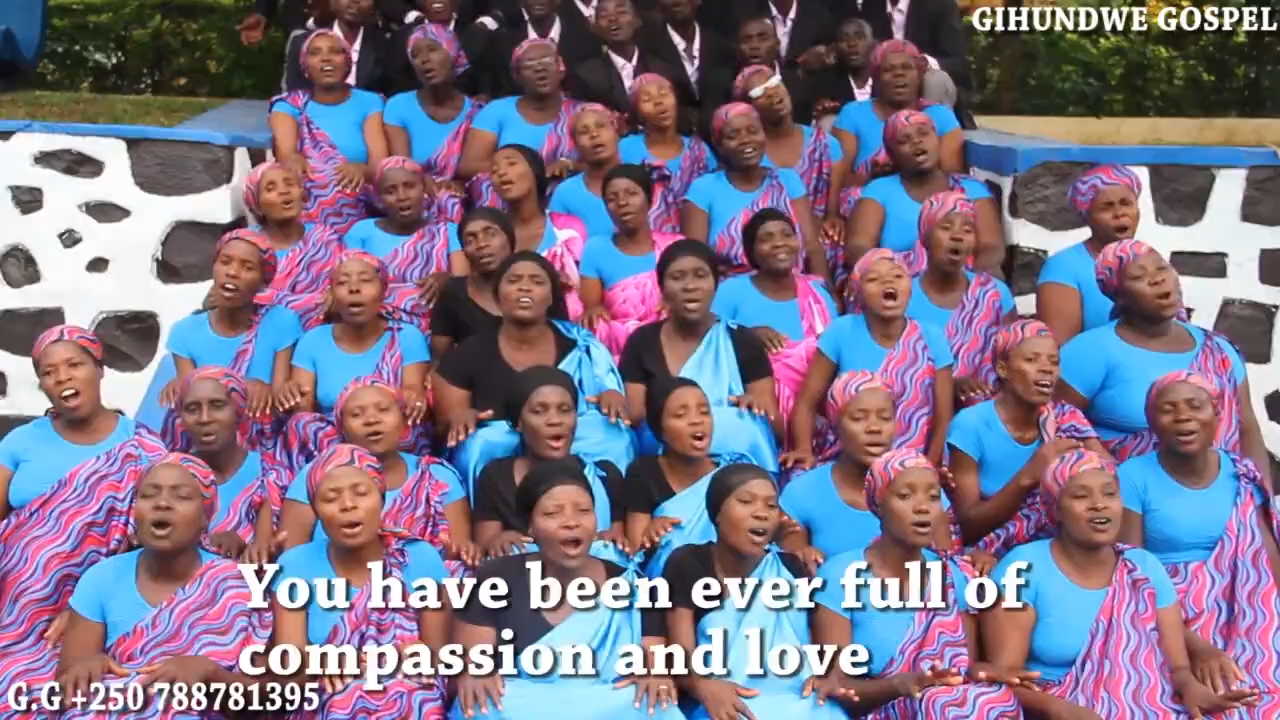 GIHUNDWE GOSPEL
You have been ever full of
compassion and love
G.G +250 788781395